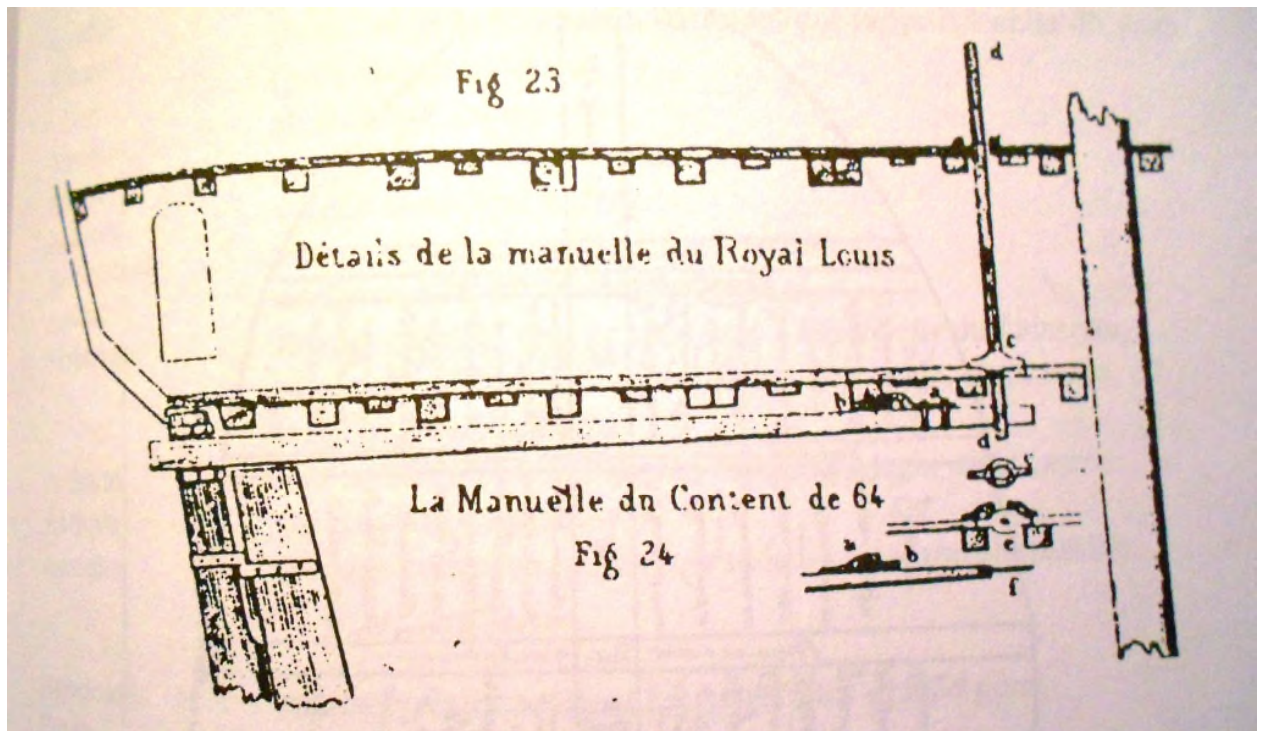 Fig 23
d
Détails de la manuelle du Royal Louis
c
b a
d
c
La Manuelle du Content de 64
e
Fig 24
a b
f